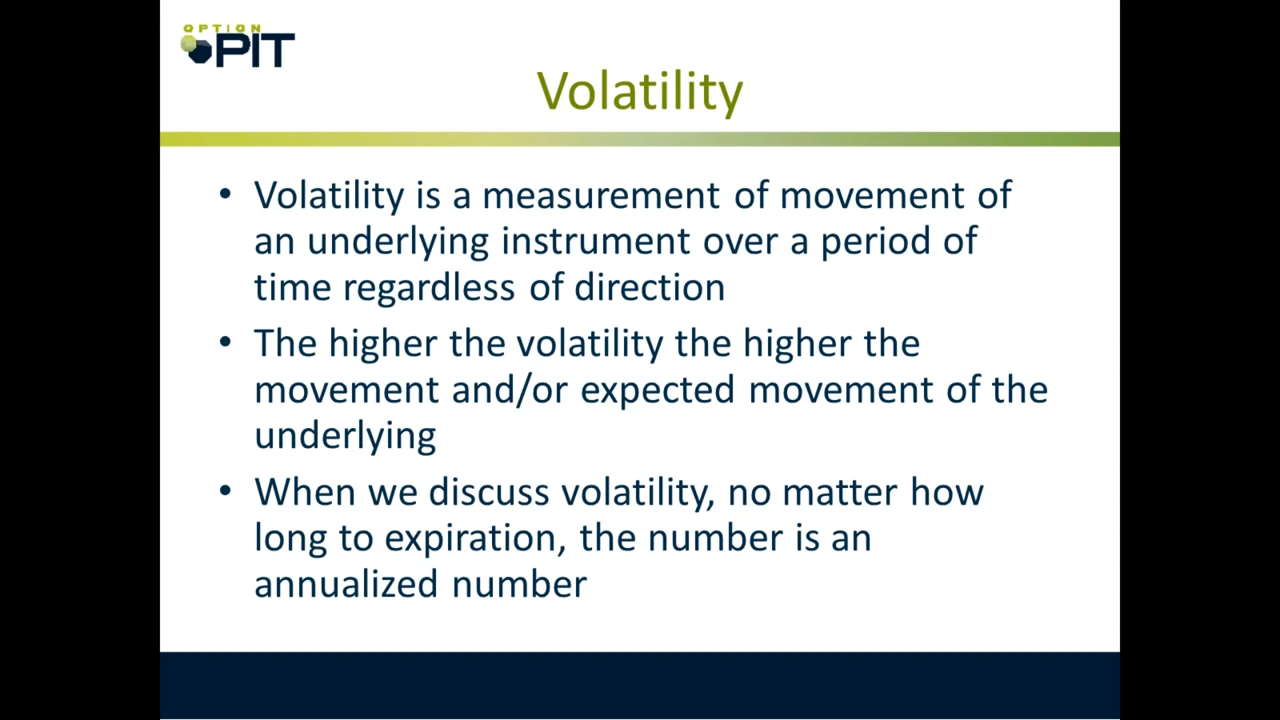 OPTION
PIT
Volatility
• Volatility is a measurement of movement of
an underlying instrument over a period of
time regardless of direction
• The higher the volatility the higher the
movement and/or expected movement of the
underlying
• When we discuss volatility, no matter how
long to expiration, the number is an
annualized number